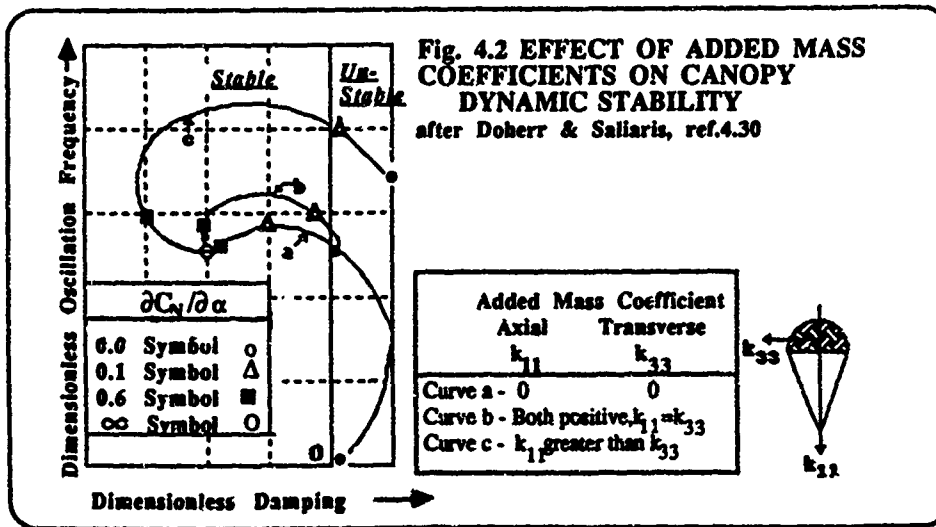 Fig. 4.2 EFFECT OF ADDED MASS
COEFFICIENTS ON CANOPY
DYNAMIC STABILITY
after Doherr & Saliaris, ref.4.30
Dimensionless Oscillation Frequency
Stable
Un-
Stable
c
b
a
∂C_N/∂α
0.0 Symbol o
0.1 Symbol Δ
0.6 Symbol ■
∞ Symbol O
0
Dimensionless Damping
Added Mass Coefficient
Axial Transverse
k₁₁ k₃₃
Curve a - 0 0
Curve b - Both positive, k₁₁=k₃₃
Curve c - k₁₁ greater than k₃₃
k₃₃
k₁₁